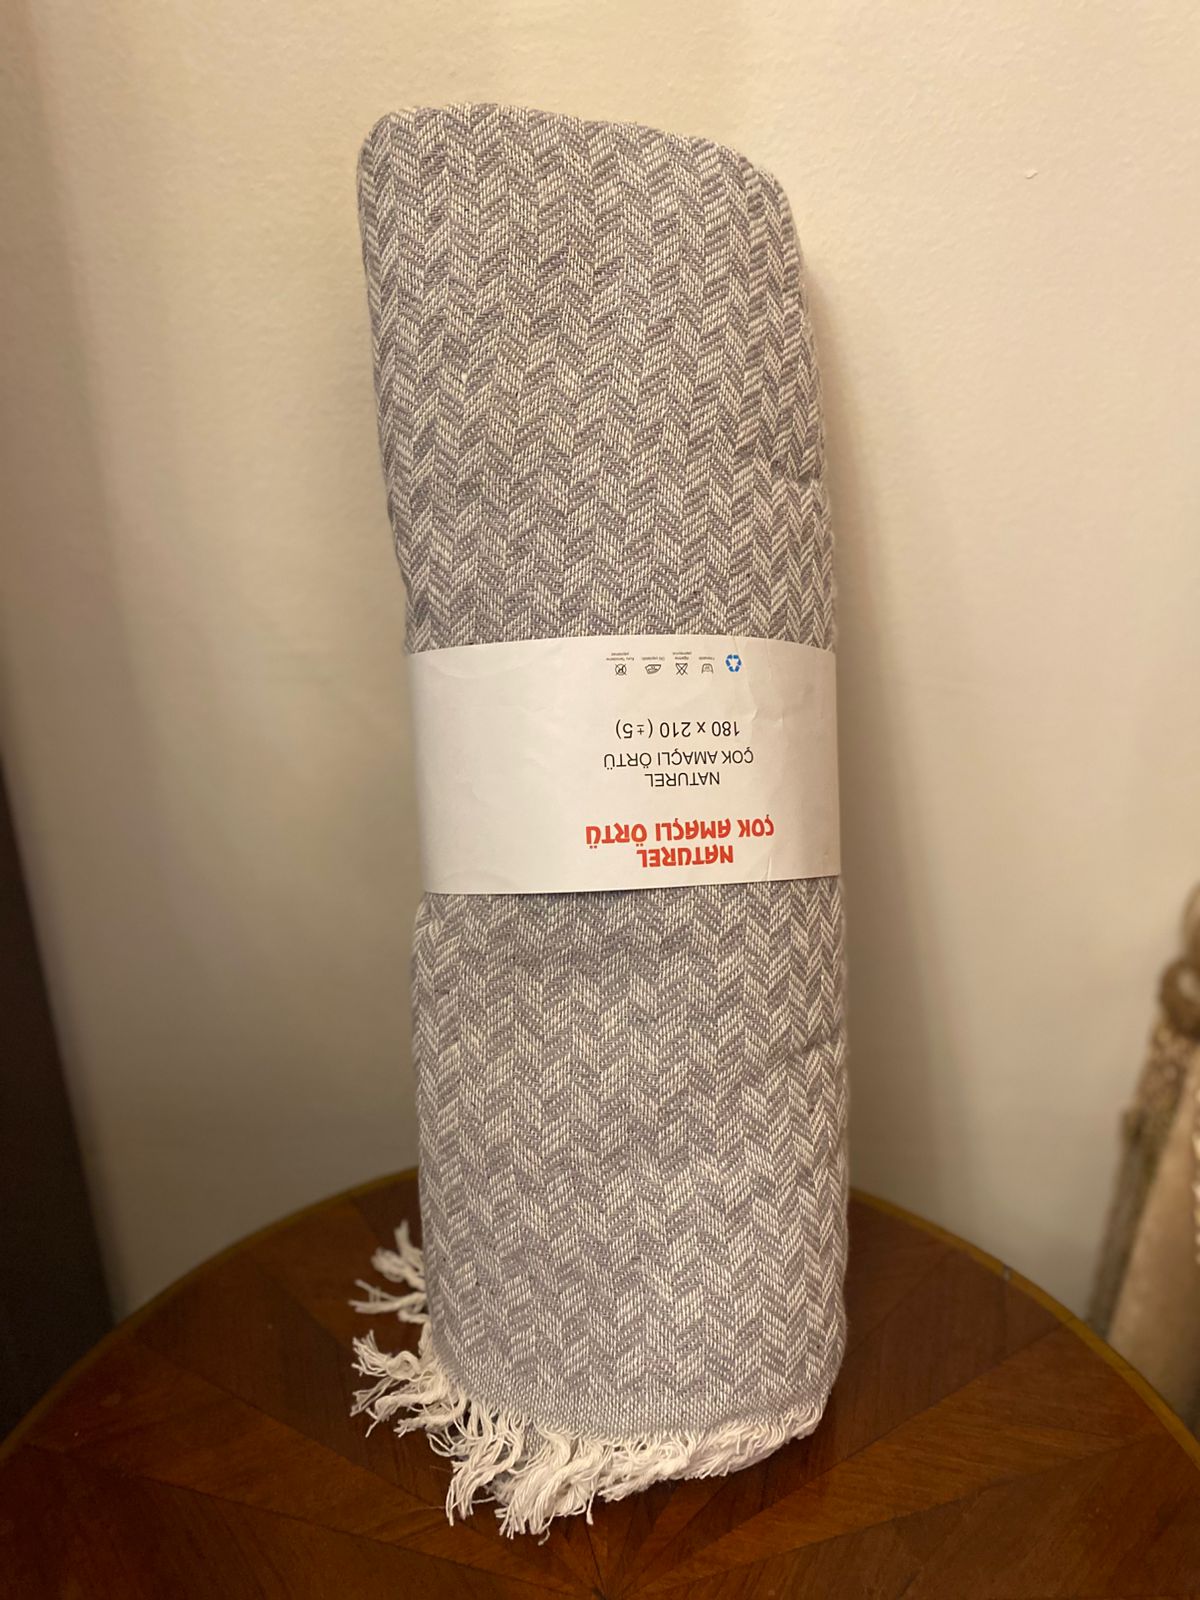 NATUREL
ÇOK AMAÇLI ÖRTÜ
NATUREL
ÇOK AMAÇLI ÖRTÜ
180 x 210 (±5)